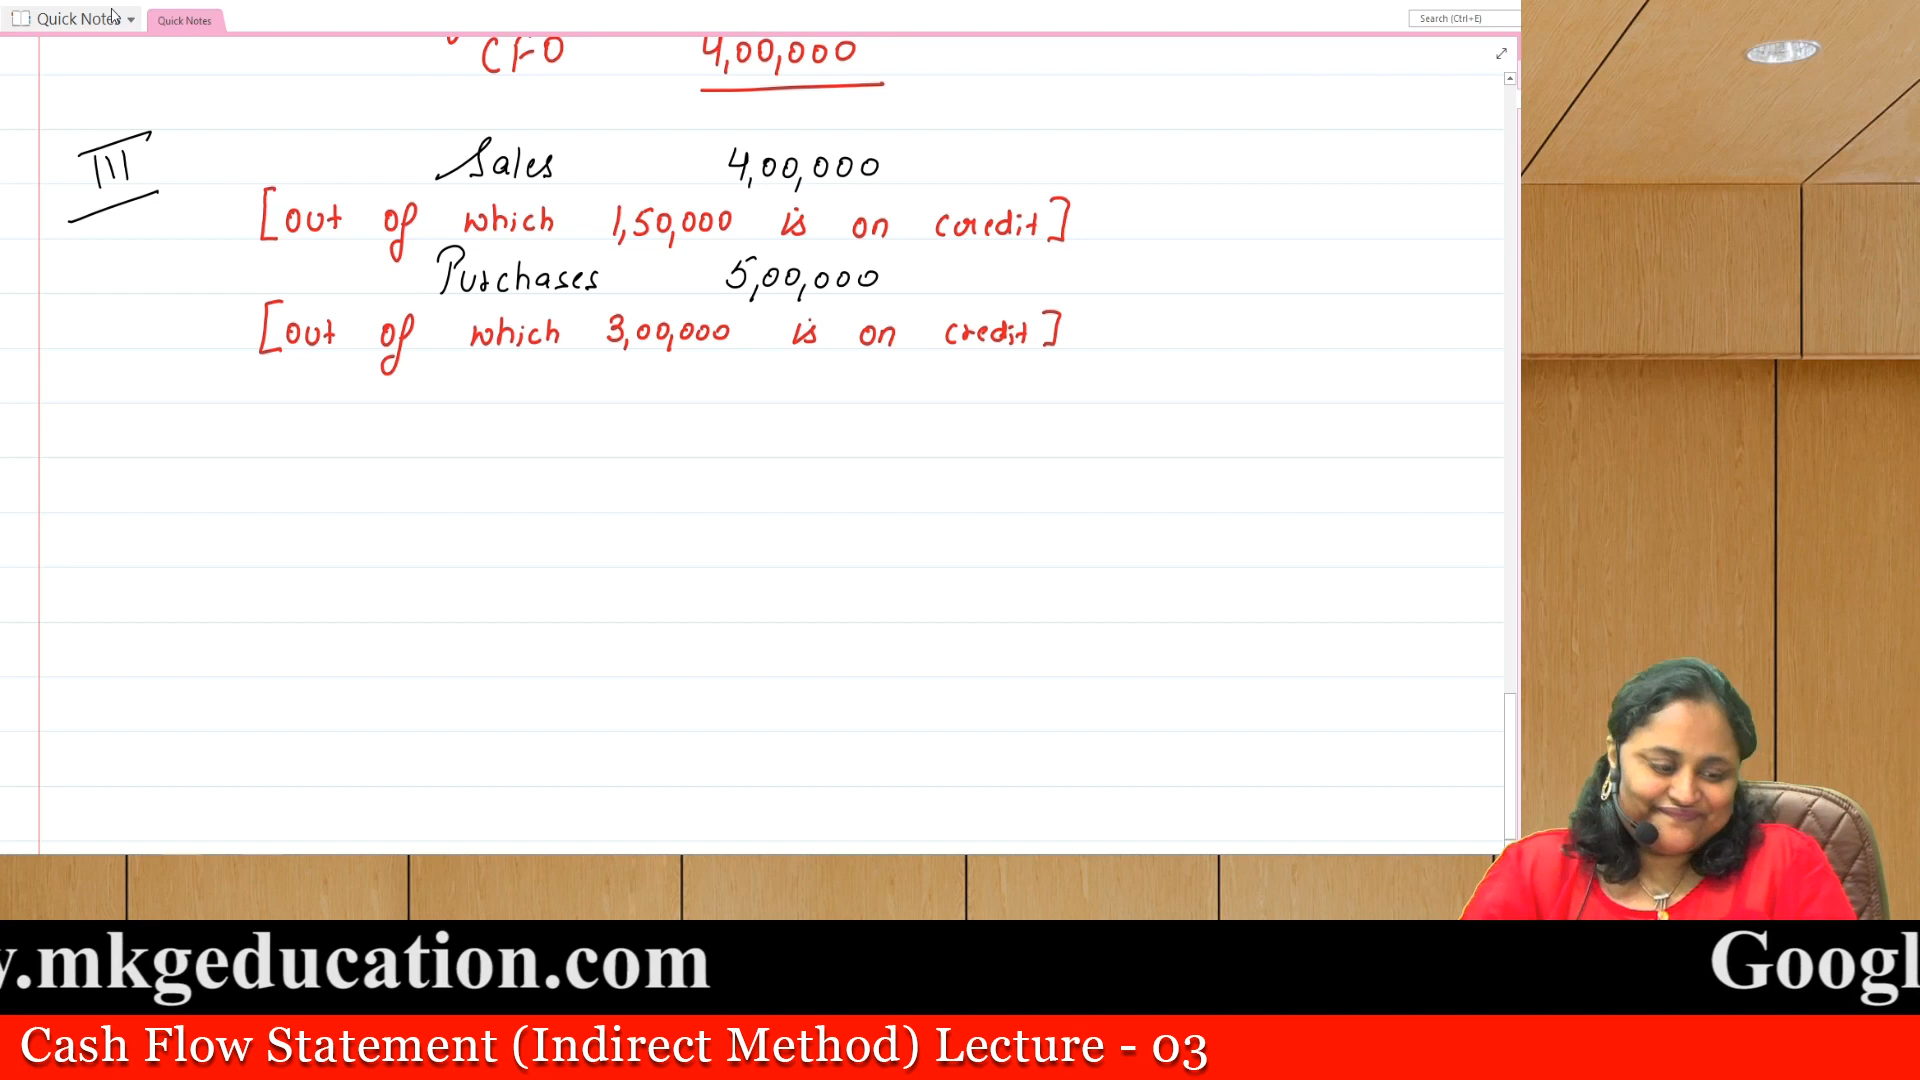 Quick Notes
Quick Notes
Search (Ctrl+E)
CFO 4,00,000
III
Sales 4,00,000
[out of which 1,50,000 is on credit]
Purchases 5,00,000
[out of which 3,00,000 is on credit]
.mkgeducation.com
Googl
Cash Flow Statement (Indirect Method) Lecture - 03